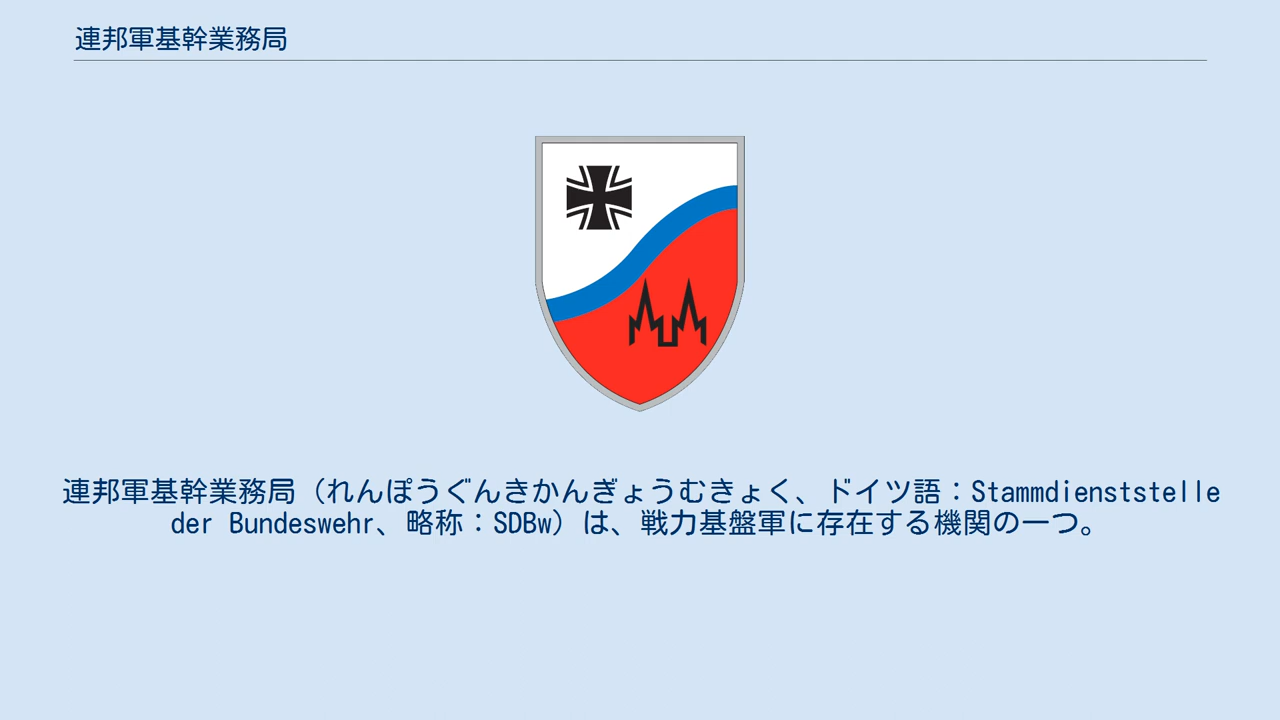 連邦軍基幹業務局
連邦軍基幹業務局（れんぽうぐんきかんぎょうむきょく、ドイツ語：Stammdienststelle
der Bundeswehr、略称：SDBw）は、戦力基盤軍に存在する機関の一つ。